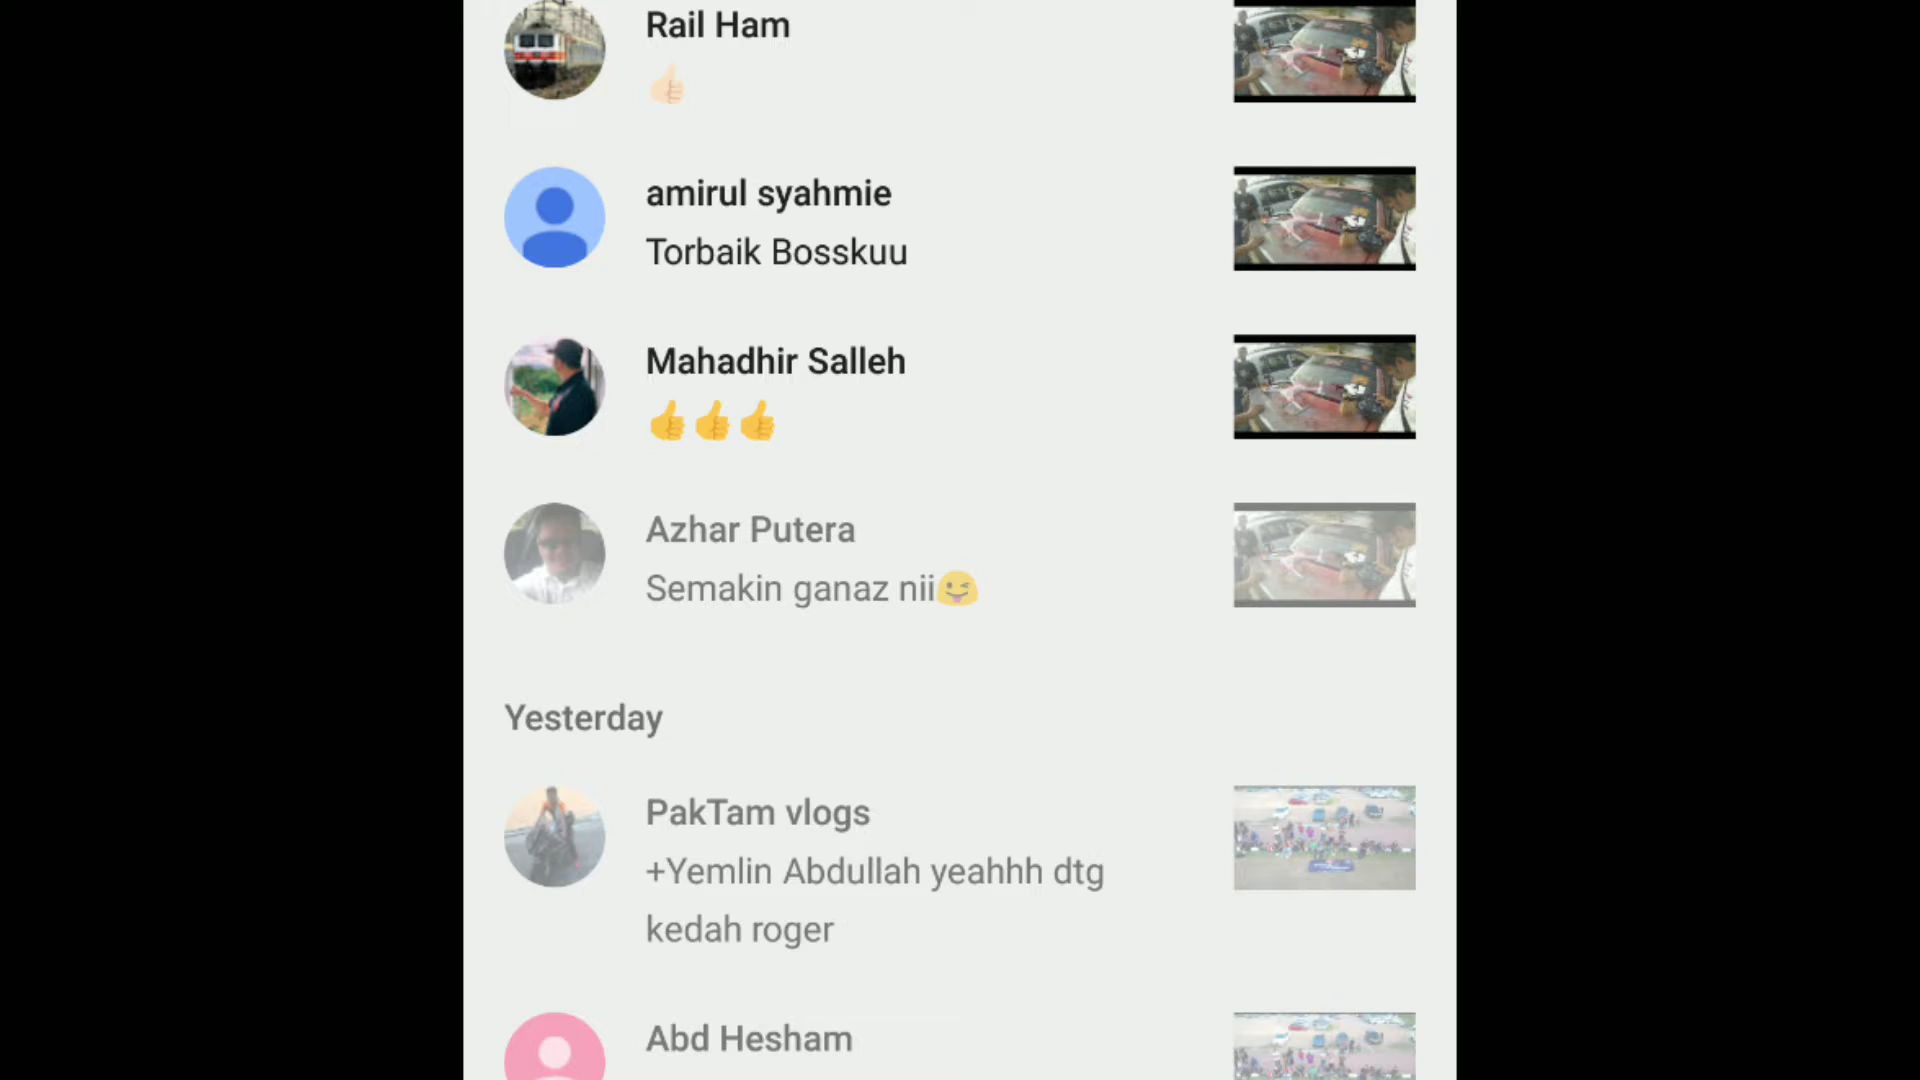 Rail Ham
👍🏻
amirul syahmie
Torbaik Bosskuu
Mahadhir Salleh
👍👍👍
Azhar Putera
Semakin ganaz nii😜
Yesterday
PakTam vlogs
+Yemlin Abdullah yeahhh dtg
kedah roger
Abd Hesham